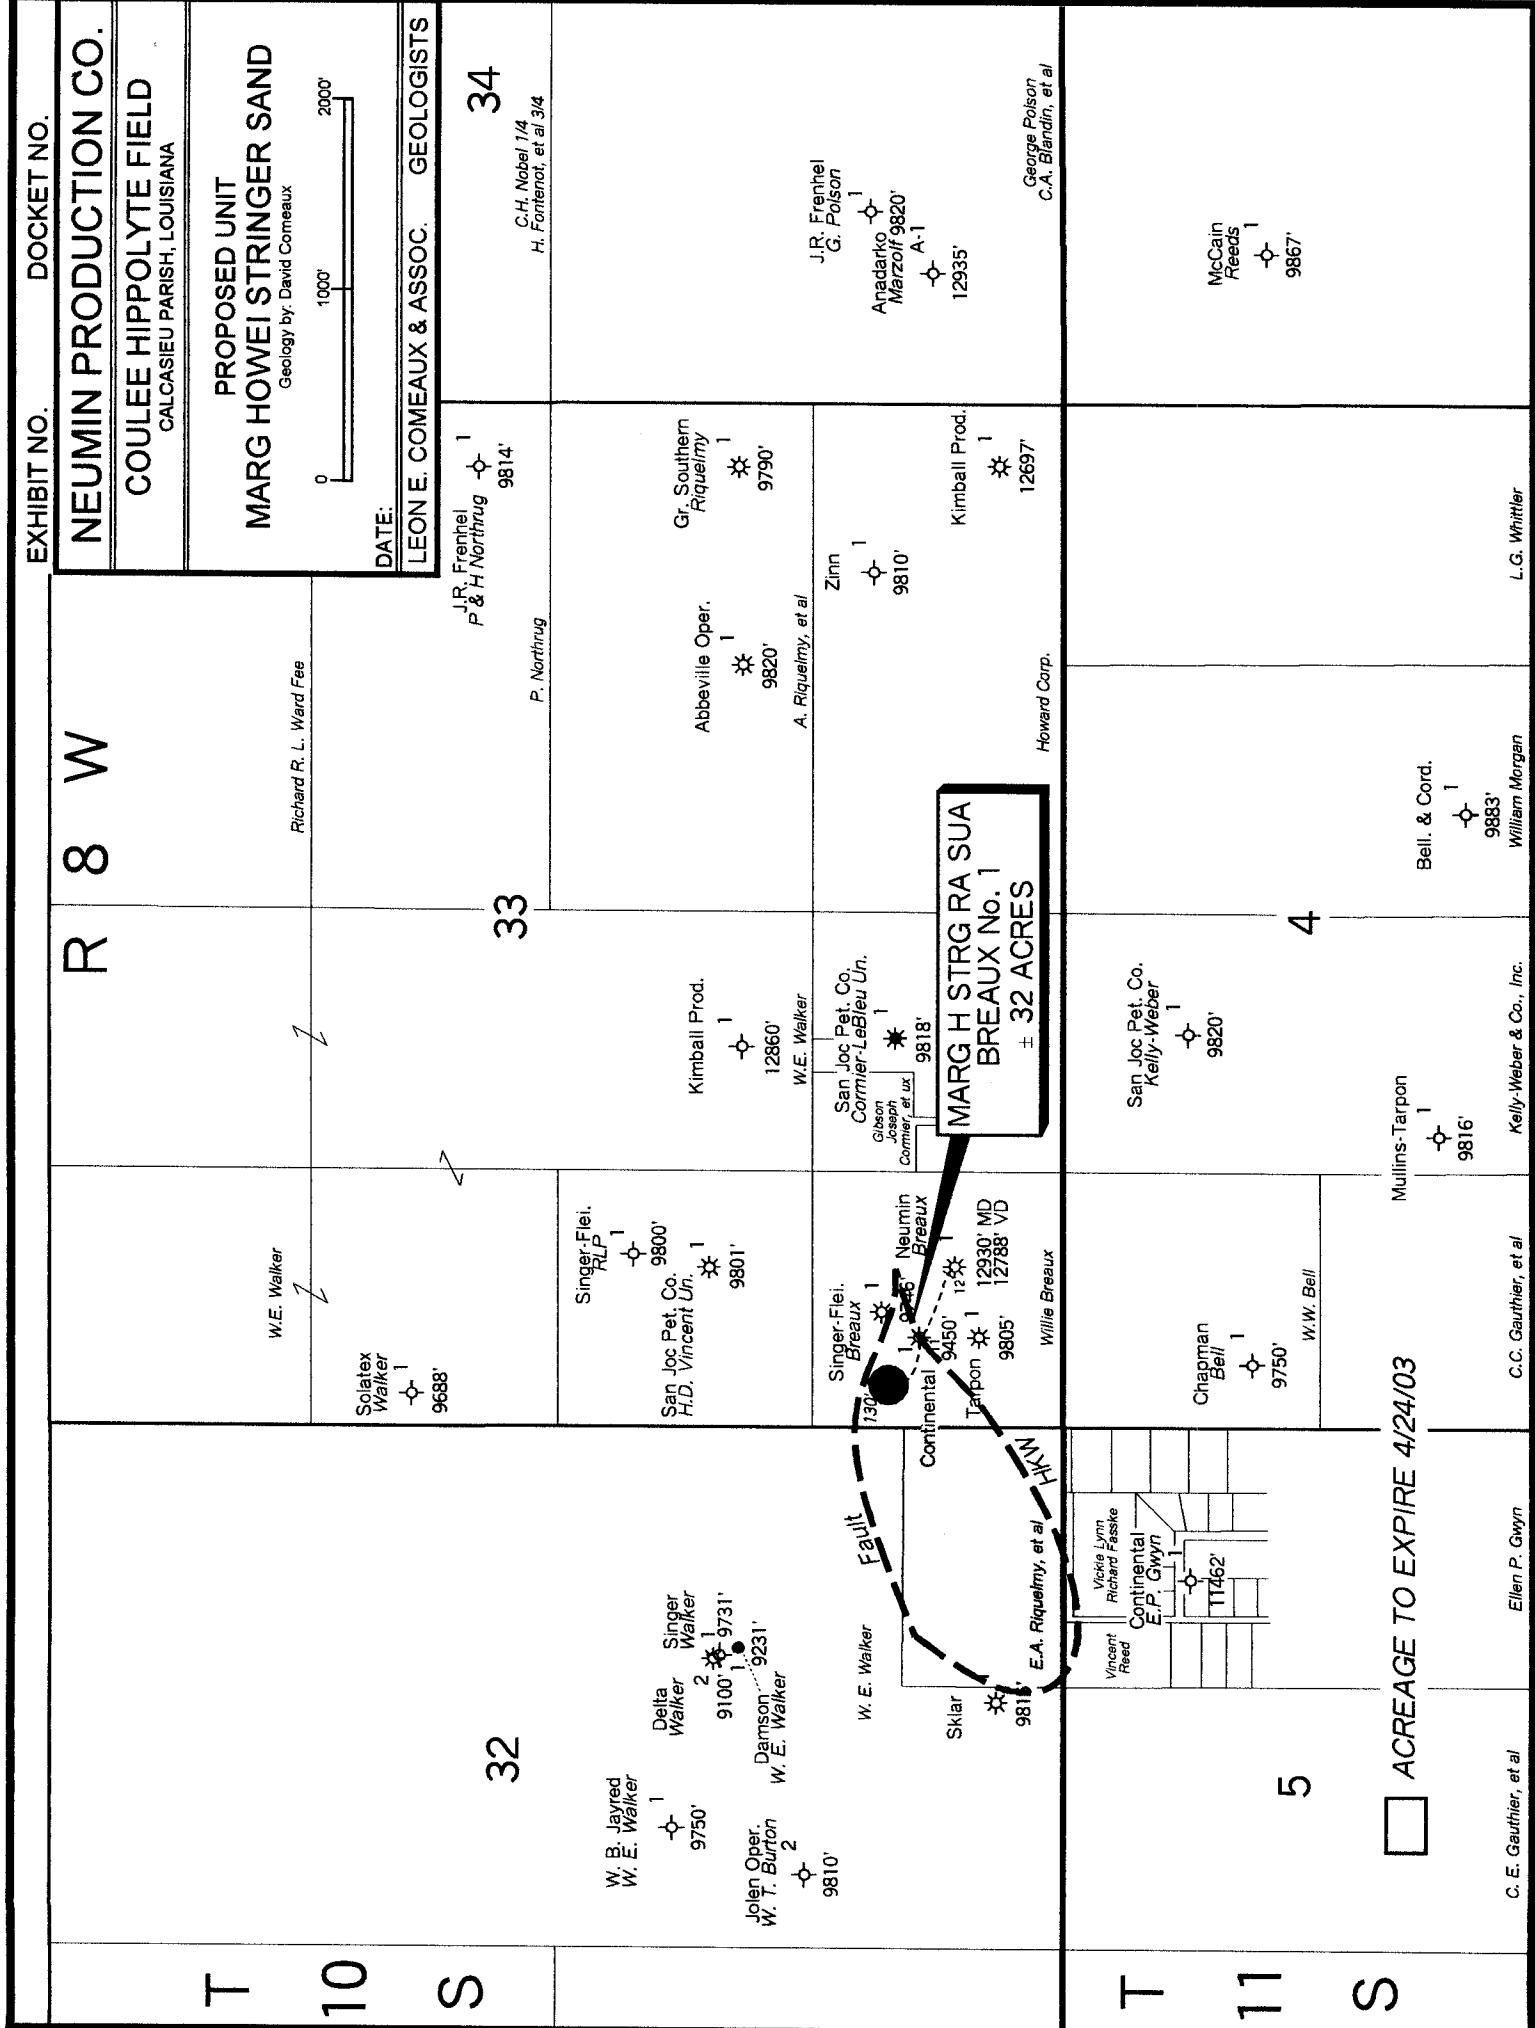 EXHIBIT NO. DOCKET NO.
NEUMIN PRODUCTION CO.
COULEE HIPPOLYTE FIELD
CALCASIEU PARISH, LOUISIANA
PROPOSED UNIT
MARG HOWEI STRINGER SAND
Geology by: David Comeaux
0 1000' 2000'
DATE:
LEON E. COMEAUX & ASSOC. GEOLOGISTS
R 8 W
T
10
S
T
11
S
32
33
34
5
4
W.E. Walker
Richard R. L. Ward Fee
Solatex
Walker
1
9688'
J.R. Frenhel
P & H Northrug
1
9814'
C.H. Nobel 1/4
H. Fontenot, et al 3/4
P. Northrug
W. B. Jayred
W. E. Walker
1
9750'
Jolen Oper.
W. T. Burton
2
9810'
Delta
Walker
2
9100'
Singer
Walker
1
9731'
1
9231'
Damson
W. E. Walker
W. E. Walker
Singer-Flei.
RLP
1
9800'
San Joc Pet. Co.
H.D. Vincent Un.
1
9801'
Kimball Prod.
1
12860'
W.E. Walker
Abbeville Oper.
1
9820'
Gr. Southern
Riquelmy
1
9790'
A. Riquelmy, et al
Zinn
1
9810'
Kimball Prod.
1
12697'
Howard Corp.
J.R. Frenhel
G. Polson
1
9820'
Anadarko
Marzolf
A-1
12935'
George Polson
C.A. Blandin, et al
San Joc Pet. Co.
Cormier-LeBleu Un.
1
9818'
Gibson
Joseph
Cormier, et ux
MARG H STRG RA SUA
BREAUX No. 1
± 32 ACRES
Singer-Flei.
Breaux
1
Neumin
Breaux
1
12930' MD
12788' VD
130'
Continental
1
9450'
Tarpon
1
9805'
Willie Breaux
Fault
HKW
Sklar
E.A. Riquelmy, et al
Vincent
Reed
Vickie Lynn
Richard Fasske
Continental
E.P. Gwyn
1
11462'
Chapman
Bell
1
9750'
W.W. Bell
San Joc Pet. Co.
Kelly-Weber
1
9820'
Mullins-Tarpon
1
9816'
Bell. & Cord.
1
9883'
McCain
Reeds
1
9867'
ACREAGE TO EXPIRE 4/24/03
C. E. Gauthier, et al
Ellen P. Gwyn
C.C. Gauthier, et al
Kelly-Weber & Co., Inc.
William Morgan
L.G. Whittler